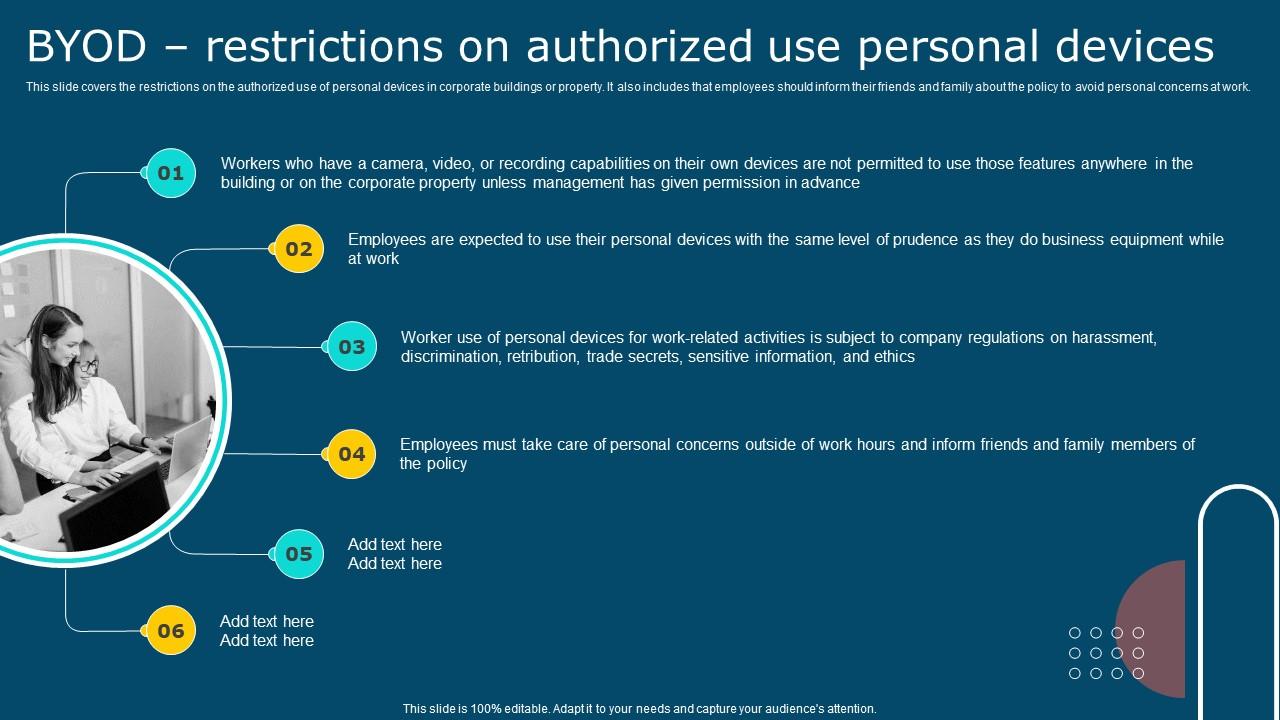 BYOD – restrictions on authorized use personal devices
This slide covers the restrictions on the authorized use of personal devices in corporate buildings or property. It also includes that employees should inform their friends and family about the policy to avoid personal concerns at work.
01
Workers who have a camera, video, or recording capabilities on their own devices are not permitted to use those features anywhere in the
building or on the corporate property unless management has given permission in advance
02
Employees are expected to use their personal devices with the same level of prudence as they do business equipment while
at work
03
Worker use of personal devices for work-related activities is subject to company regulations on harassment,
discrimination, retribution, trade secrets, sensitive information, and ethics
04
Employees must take care of personal concerns outside of work hours and inform friends and family members of
the policy
05
Add text here
Add text here
06
Add text here
Add text here
This slide is 100% editable. Adapt it to your needs and capture your audience's attention.